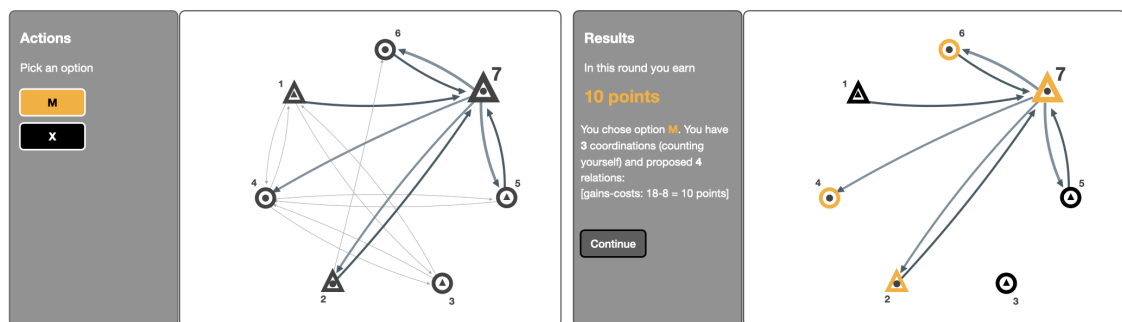 Actions
Pick an option
M
X
6
7
1
4
5
2
3
Results
In this round you earn
10 points
You chose option M. You have
3 coordinations (counting
yourself) and proposed 4
relations:
[gains-costs: 18-8 = 10 points]
Continue
6
7
1
4
5
2
3